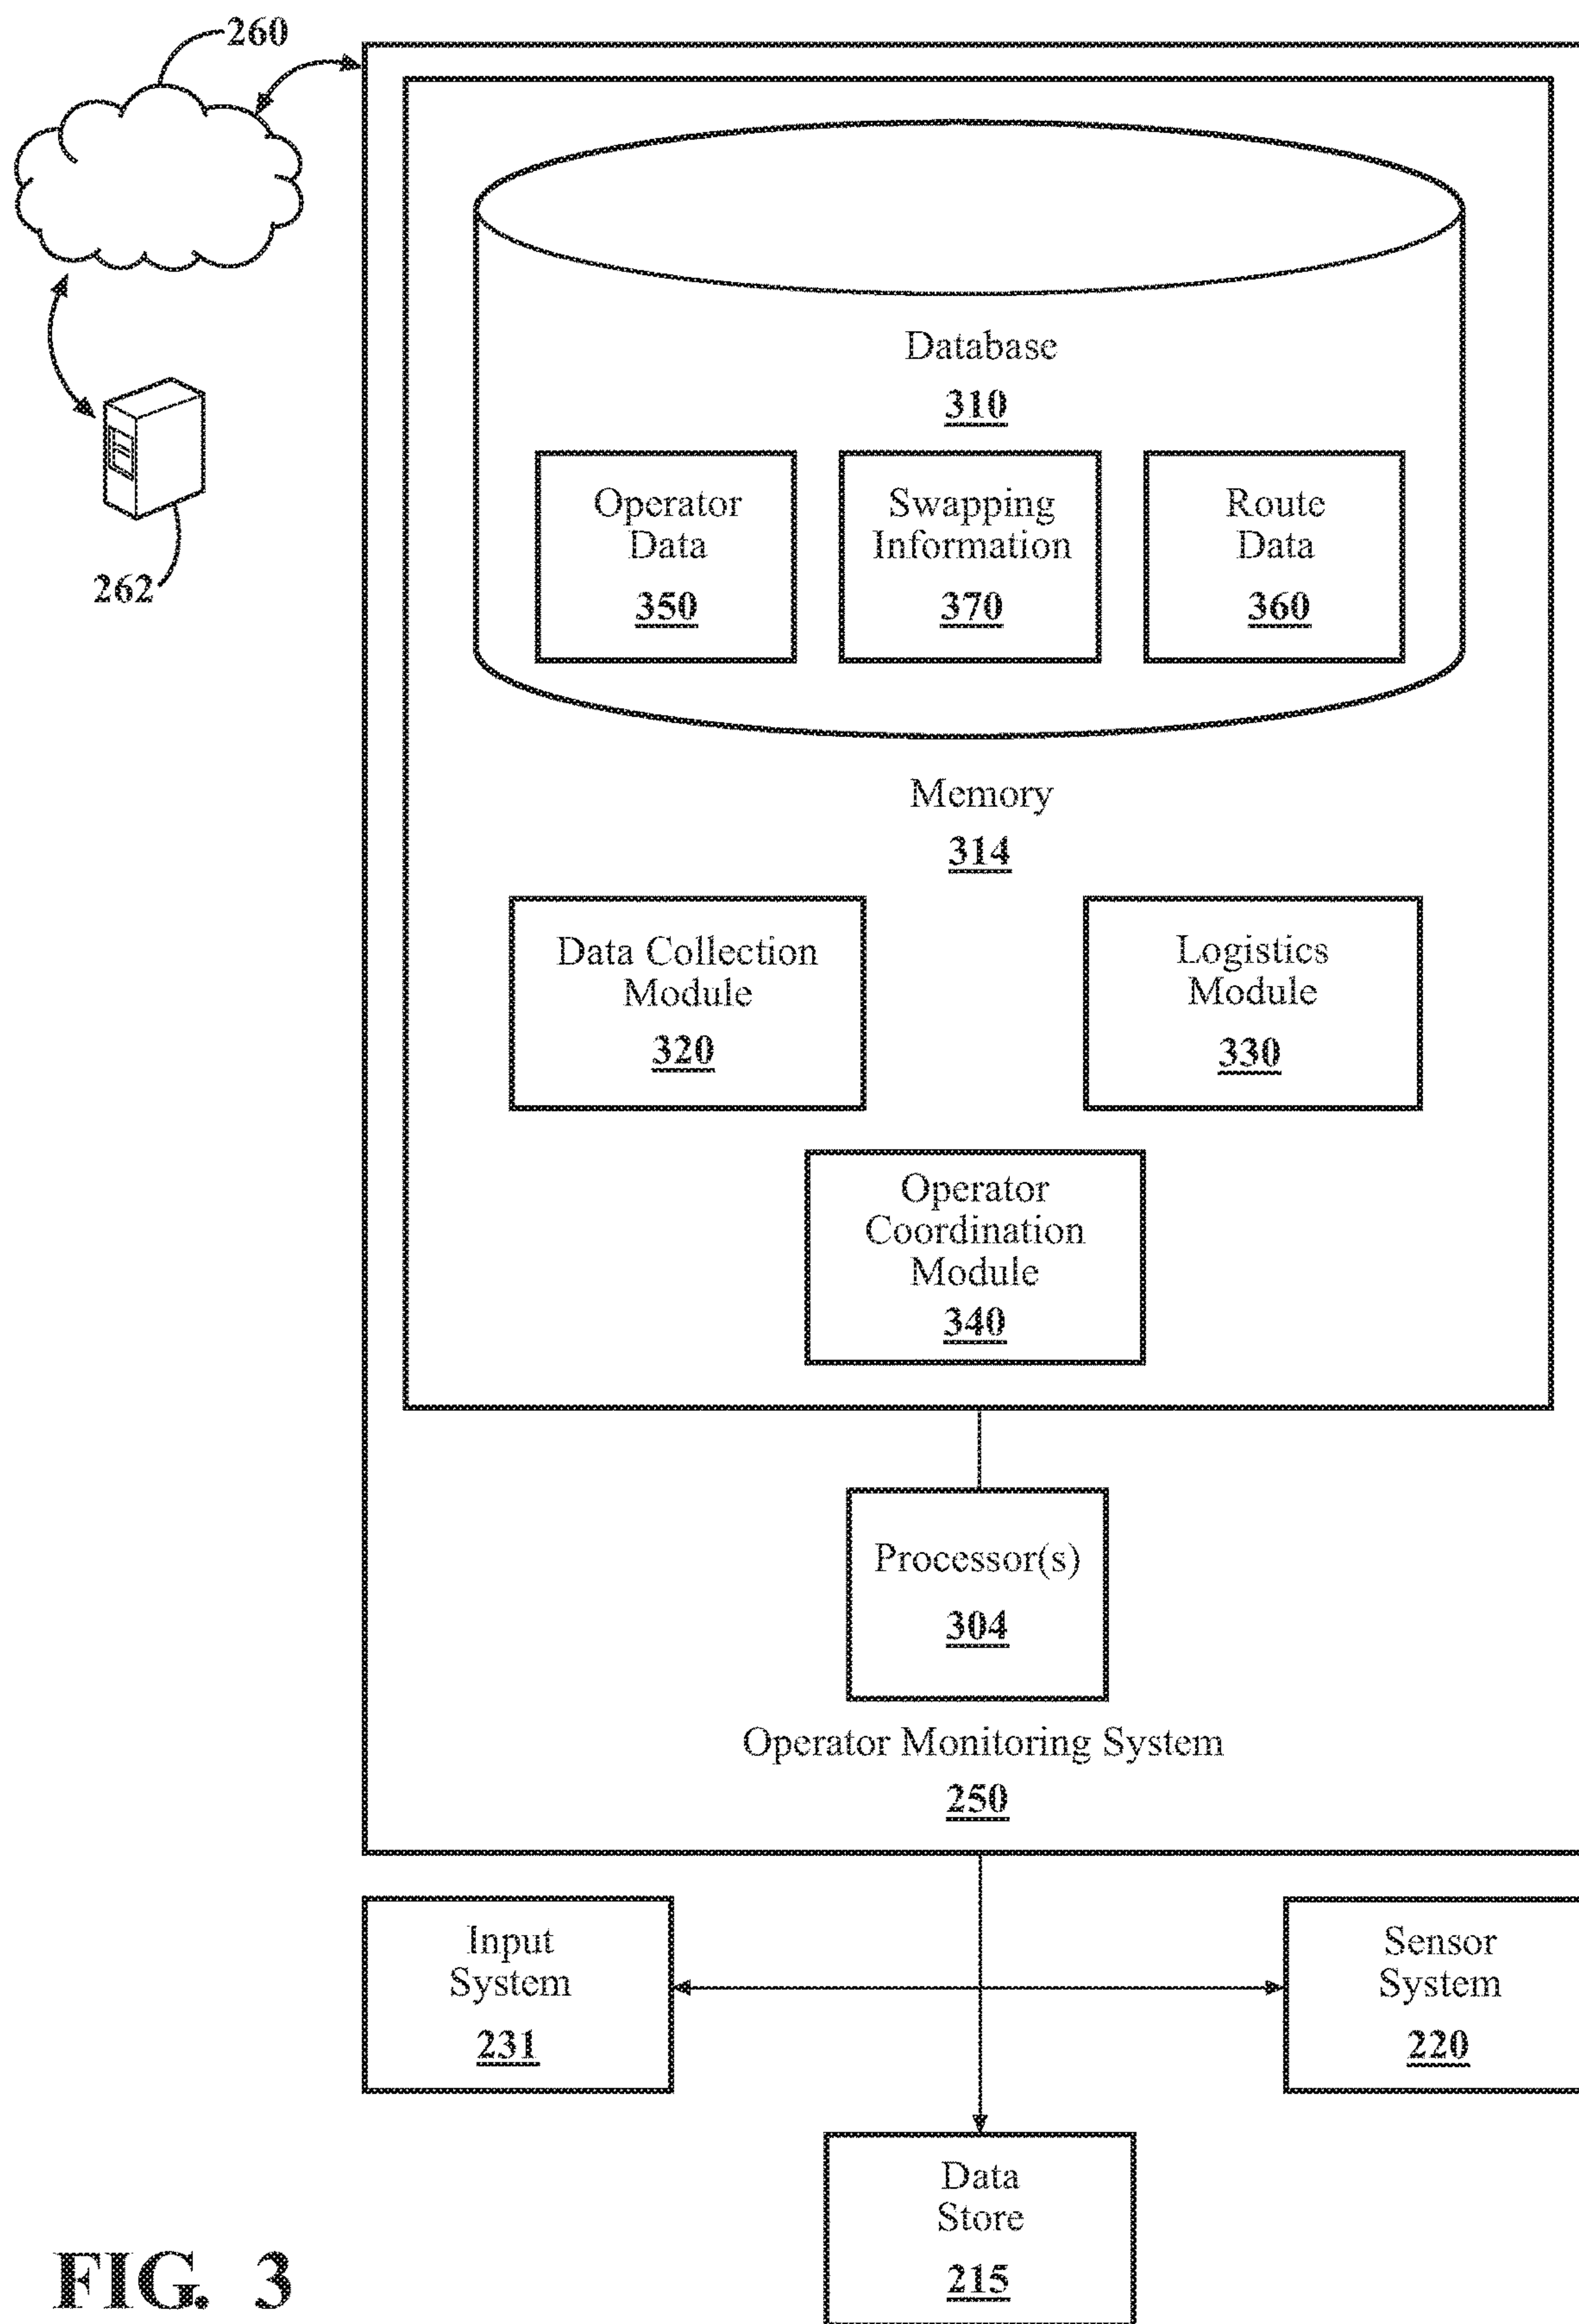 260
262
Database
310
Operator
Data
350
Swapping
Information
370
Route
Data
360
Memory
314
Data Collection
Module
320
Logistics
Module
330
Operator
Coordination
Module
340
Processor(s)
304
Operator Monitoring System
250
Input
System
231
Sensor
System
220
Data
Store
215
FIG. 3